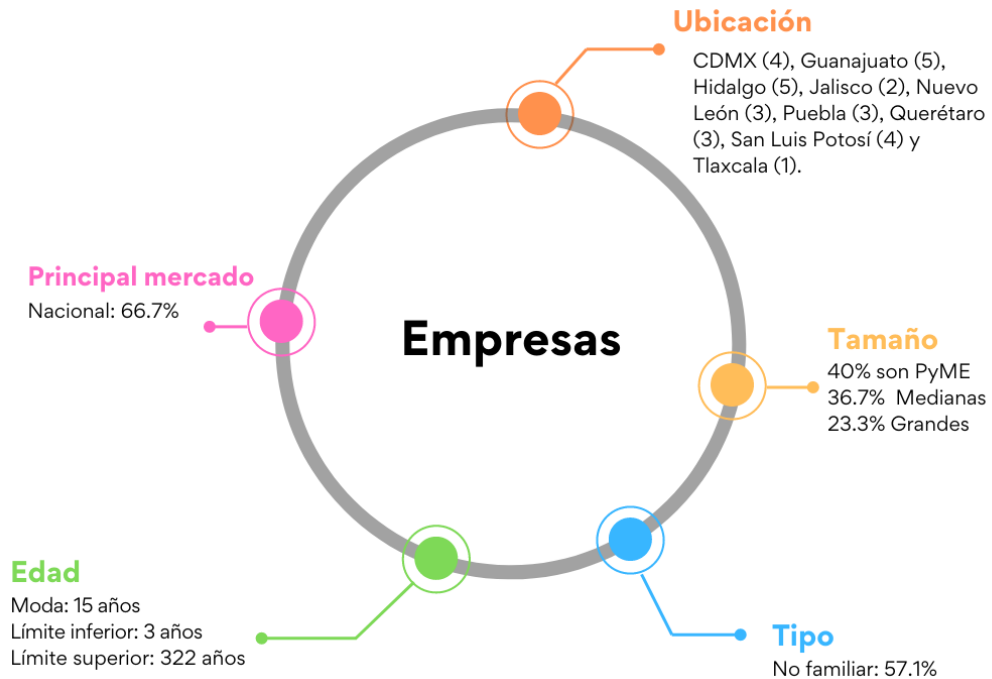 Ubicación
CDMX (4), Guanajuato (5),
Hidalgo (5), Jalisco (2), Nuevo
León (3), Puebla (3), Querétaro
(3), San Luis Potosí (4) y
Tlaxcala (1).
Principal mercado
Nacional: 66.7%
Empresas
Tamaño
40% son PyME
36.7% Medianas
23.3% Grandes
Edad
Moda: 15 años
Límite inferior: 3 años
Límite superior: 322 años
Tipo
No familiar: 57.1%